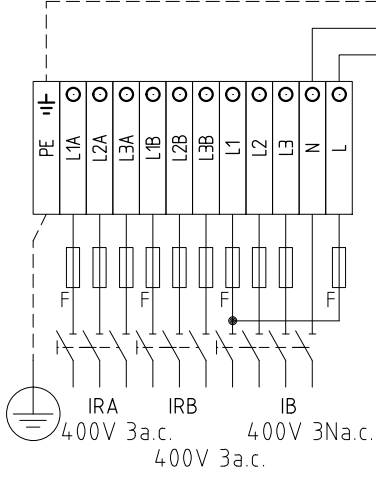 PE
L1A
L2A
L3A
L1B
L2B
L3B
L1
L2
L3
N
L
F
F
F
F
IRA
IRB
IB
400V 3a.c.
400V 3Na.c.
400V 3a.c.